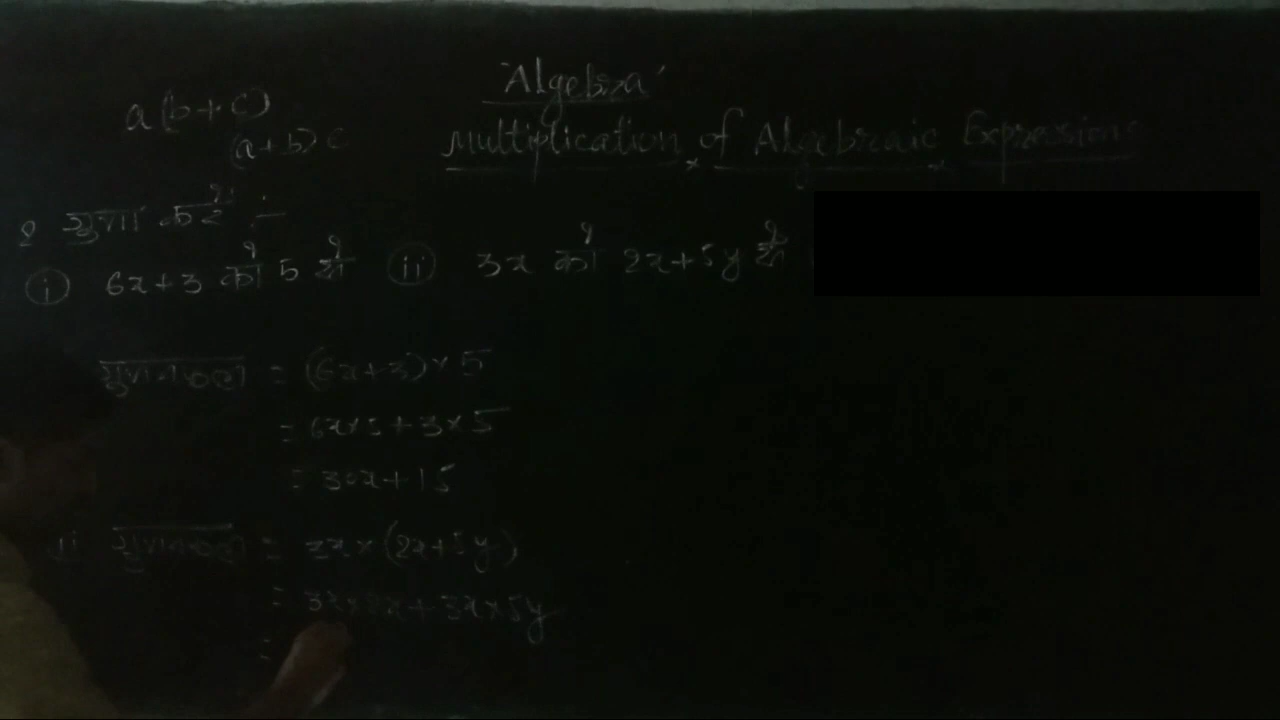 Algebra
Multiplication of Algebraic Expressions
a(b+c)
(a+b)c
2 गुणा करें ÷
(i) 6x+3 को 5 से (ii) 3x को 2x+5y से
गुणनफल = (6x+3)×5
= 6x×5+3×5
= 30x+15
ii गुणनफल = 3x×(2x+5y)
= 3x×2x+3x×5y
=